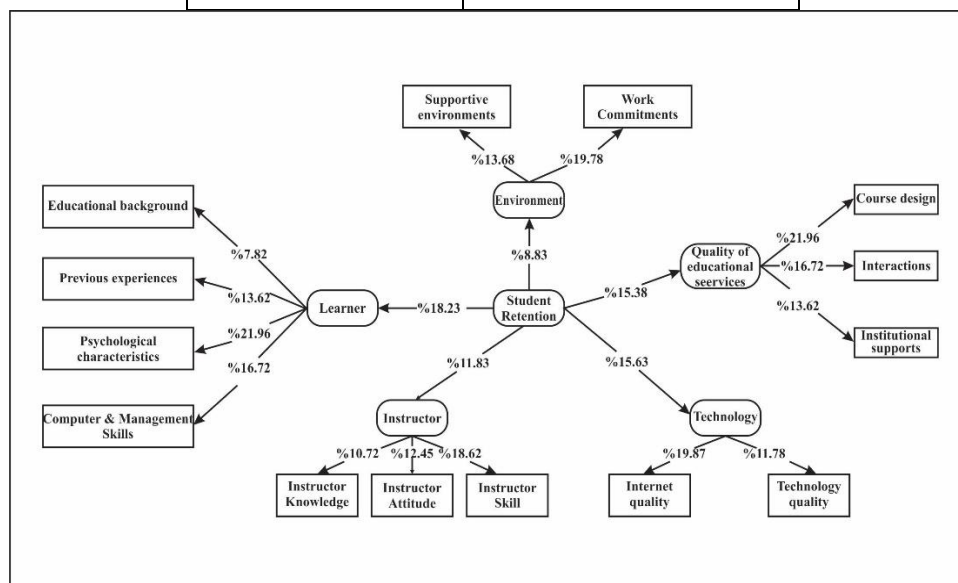 Supportive
environments
Work
Commitments
%13.68
%19.78
Environment
%8.83
Educational background
Previous experiences
Psychological
characteristics
Computer & Management
Skills
%7.82
%13.62
%21.96
%16.72
Learner
%18.23
Student
Retention
%15.38
Quality of
educational
seervices
%21.96
%16.72
%13.62
Course design
Interactions
Institutional
supports
%11.83
%15.63
Instructor
%10.72
%12.45
%18.62
Instructor
Knowledge
Instructor
Attitude
Instructor
Skill
Technology
%19.87
%11.78
Internet
quality
Technology
quality